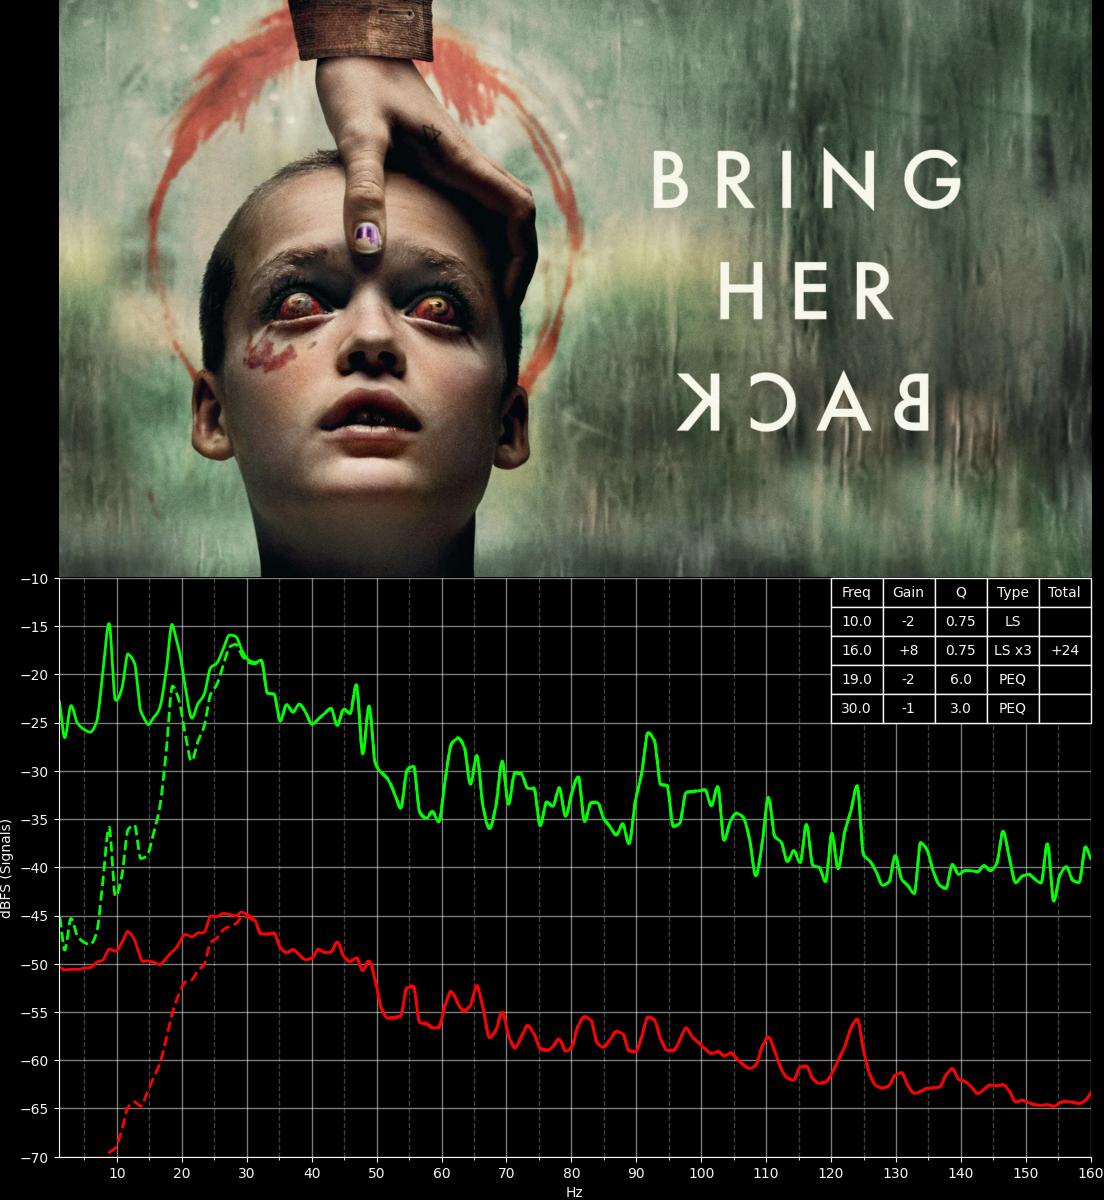 BRING
HER
BACK
Freq Gain Q Type Total
10.0 -2 0.75 LS
16.0 +8 0.75 LS x3 +24
19.0 -2 6.0 PEQ
30.0 -1 3.0 PEQ
−10
−15
−20
−25
−30
−35
−40
−45
−50
−55
−60
−65
−70
dBFS (Signals)
10 20 30 40 50 60 70 80 90 100 110 120 130 140 150 160
Hz